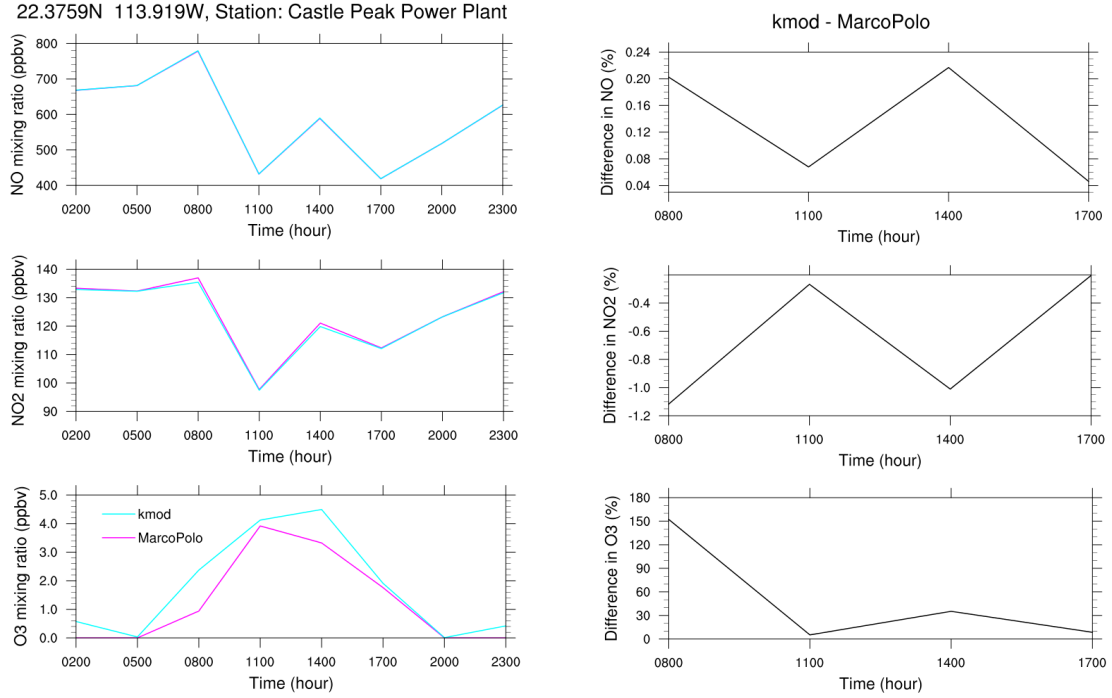 22.3759N  113.919W, Station: Castle Peak Power Plant
NO mixing ratio (ppbv)
800
700
600
500
400
0200 0500 0800 1100 1400 1700 2000 2300
Time (hour)
NO2 mixing ratio (ppbv)
140
130
120
110
100
90
0200 0500 0800 1100 1400 1700 2000 2300
Time (hour)
O3 mixing ratio (ppbv)
5.0
4.0
3.0
2.0
1.0
0.0
kmod
MarcoPolo
0200 0500 0800 1100 1400 1700 2000 2300
Time (hour)
kmod - MarcoPolo
Difference in NO (%)
0.24
0.20
0.16
0.12
0.08
0.04
0800 1100 1400 1700
Time (hour)
Difference in NO2 (%)
-0.4
-0.6
-0.8
-1.0
-1.2
0800 1100 1400 1700
Time (hour)
Difference in O3 (%)
180
150
120
90
60
30
0
0800 1100 1400 1700
Time (hour)